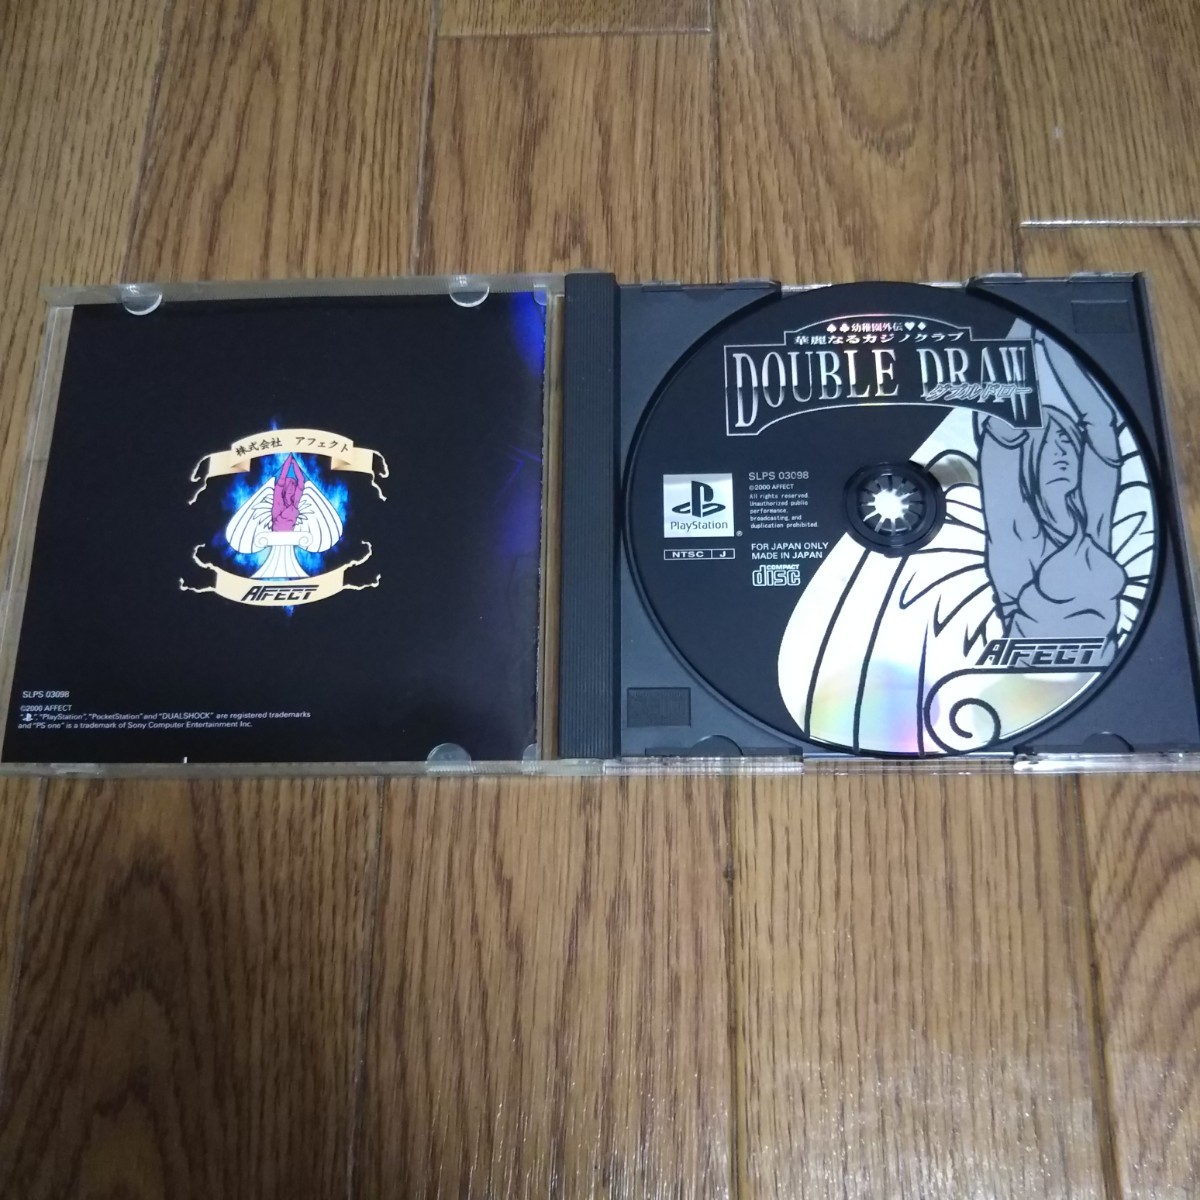 株式会社 アフェクト
AFFECT
SLPS 03098
©2000 AFFECT
"PlayStation", "PocketStation" and "DUALSHOCK" are registered trademarks
and "PS one" is a trademark of Sony Computer Entertainment Inc.
♠♣幼稚園外伝♥♦
華麗なるカジノクラブ
DOUBLE DRAW
ダブルドロー
SLPS 03098
©2000 AFFECT
All rights reserved.
Unauthorized public
performance,
broadcasting, and
duplication prohibited.
PlayStation
®
NTSC J
FOR JAPAN ONLY
MADE IN JAPAN
COMPACT
disc
AFFECT